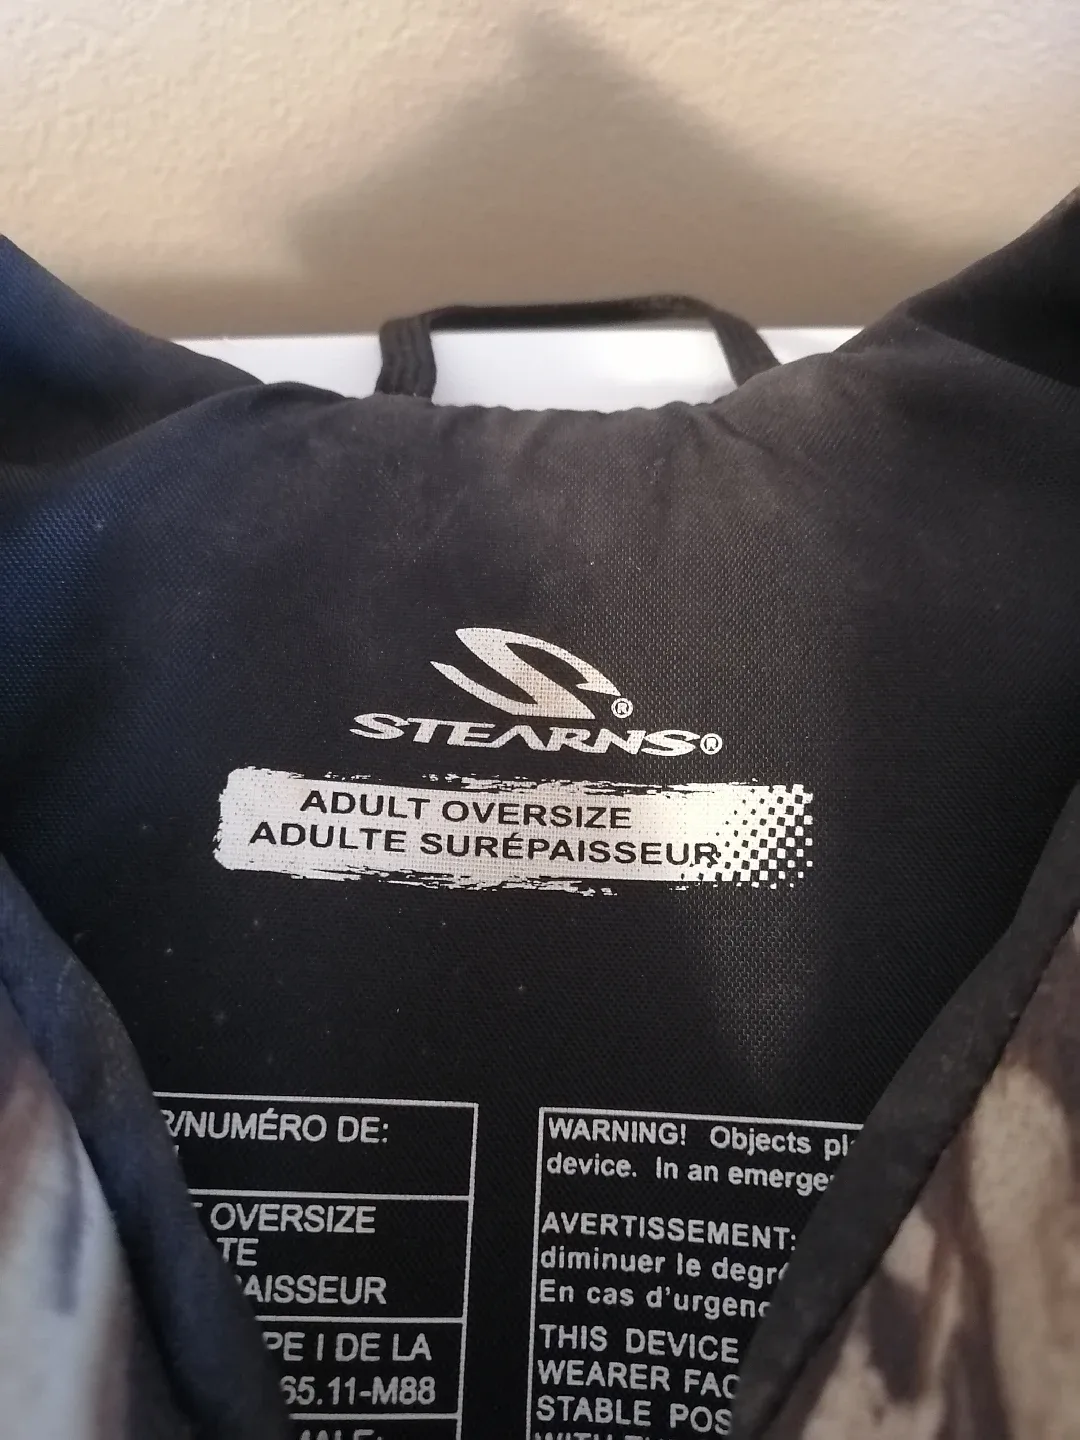 STEARNS®
ADULT OVERSIZE
ADULTE SURÉPAISSEUR
/NUMÉRO DE:
OVERSIZE
TE
AISSEUR
PE I DE LA
65.11-M88
WARNING! Objects
device. In an
AVERTISSEMENT:
diminuer le
En cas
THIS DEVICE
WEARER
STABLE